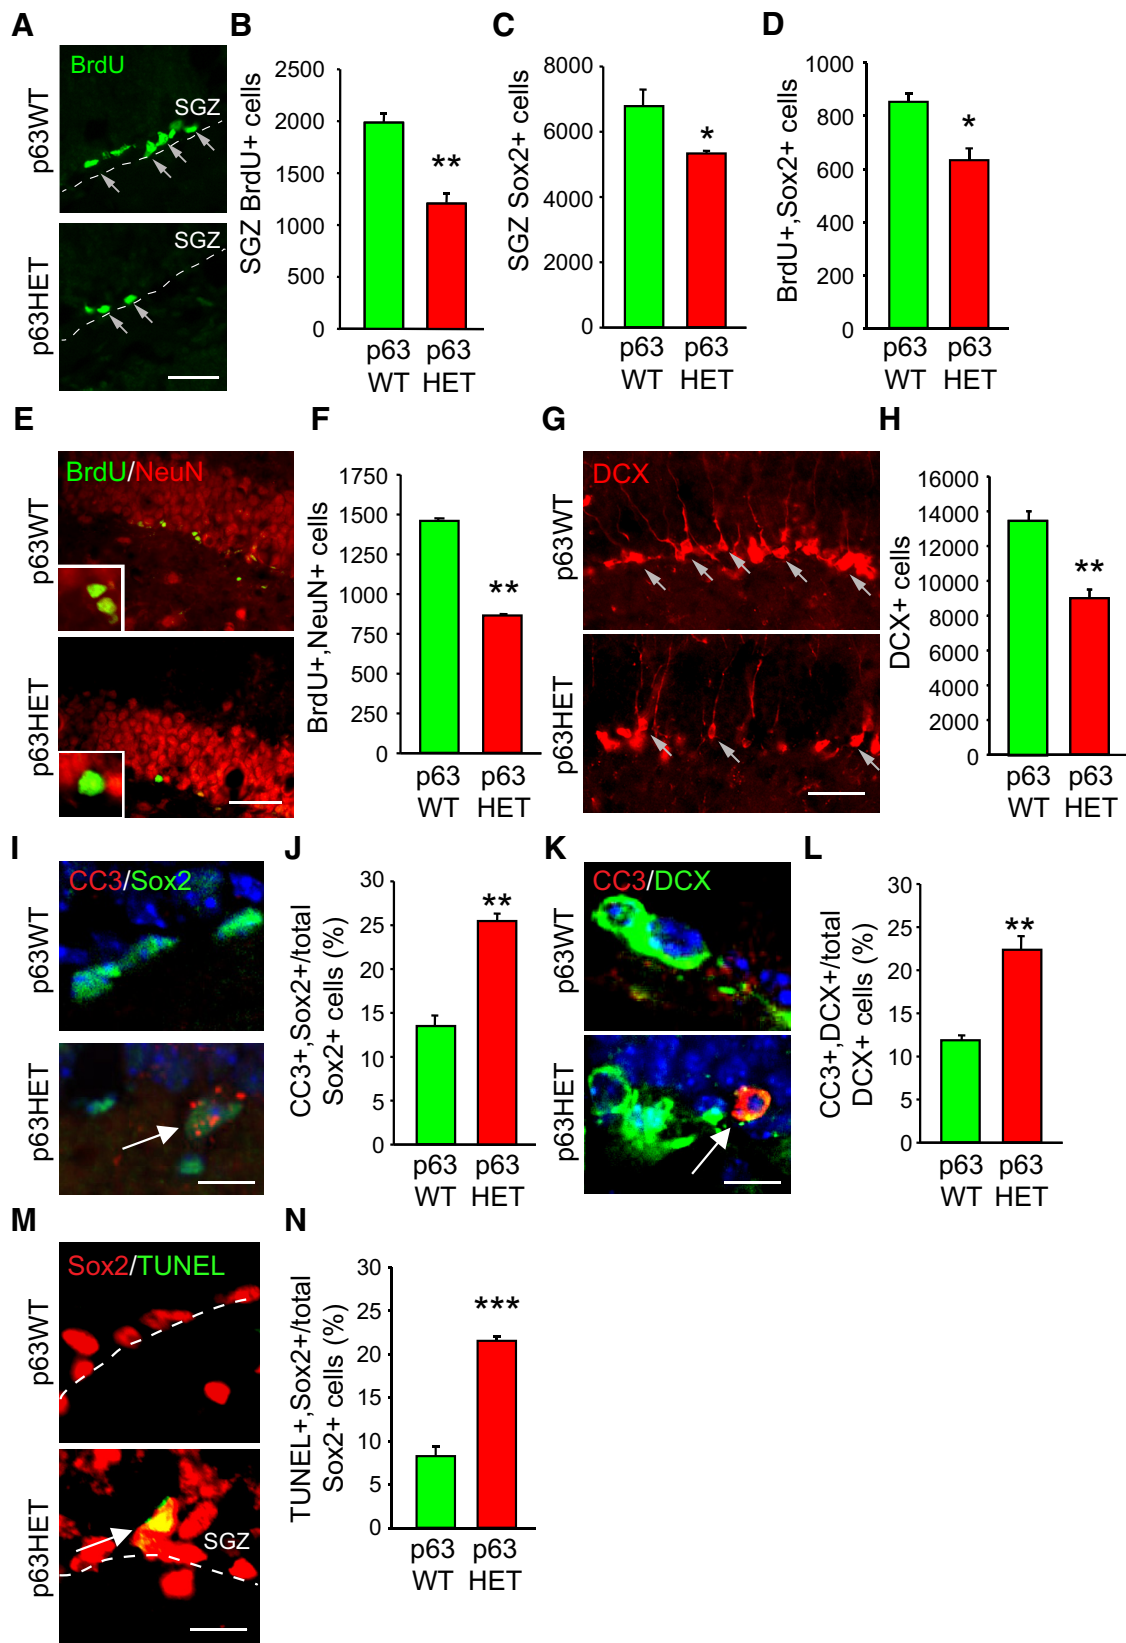 A
BrdU
SGZ
p63WT
SGZ
p63HET
B
SGZ BrdU+ cells
2500
2000
1500
1000
500
0
**
p63 p63
WT HET
C
SGZ Sox2+ cells
8000
6000
4000
2000
0
*
p63 p63
WT HET
D
BrdU+,Sox2+ cells
1000
800
600
400
200
0
*
p63 p63
WT HET
E
BrdU/NeuN
p63WT
p63HET
F
BrdU+,NeuN+ cells
1750
1500
1250
1000
750
500
250
0
**
p63 p63
WT HET
G
DCX
p63WT
p63HET
H
DCX+ cells
16000
14000
12000
10000
8000
6000
4000
2000
0
**
p63 p63
WT HET
I
CC3/Sox2
p63WT
p63HET
J
CC3+,Sox2+/total
Sox2+ cells (%)
30
25
20
15
10
5
0
**
p63 p63
WT HET
K
CC3/DCX
p63WT
p63HET
L
CC3+,DCX+/total
DCX+ cells (%)
30
25
20
15
10
5
0
**
p63 p63
WT HET
M
Sox2/TUNEL
p63WT
p63HET
SGZ
N
TUNEL+,Sox2+/total
Sox2+ cells (%)
30
25
20
15
10
5
0
***
p63 p63
WT HET